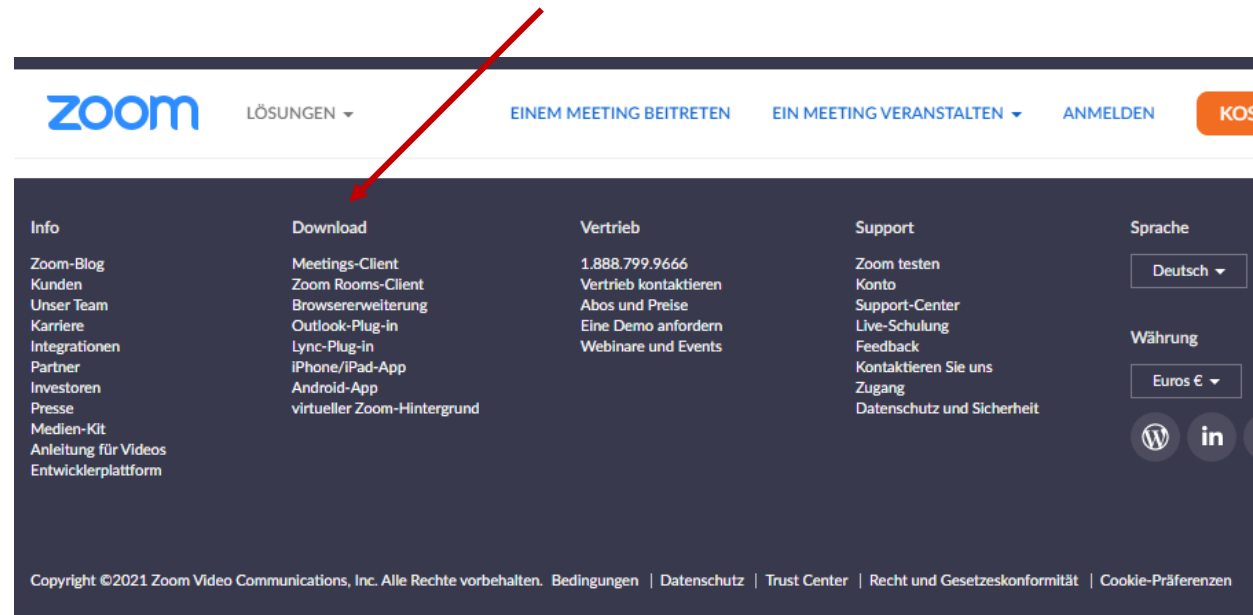 zoom LÖSUNGEN EINEM MEETING BEITRETEN EIN MEETING VERANSTALTEN ANMELDEN KOS
Info
Zoom-Blog
Kunden
Unser Team
Karriere
Integrationen
Partner
Investoren
Presse
Medien-Kit
Anleitung für Videos
Entwicklerplattform
Download
Meetings-Client
Zoom Rooms-Client
Browsererweiterung
Outlook-Plug-in
Lync-Plug-in
iPhone/iPad-App
Android-App
virtueller Zoom-Hintergrund
Vertrieb
1.888.799.9666
Vertrieb kontaktieren
Abos und Preise
Eine Demo anfordern
Webinare und Events
Support
Zoom testen
Konto
Support-Center
Live-Schulung
Feedback
Kontaktieren Sie uns
Zugang
Datenschutz und Sicherheit
Sprache
Deutsch
Währung
Euros €
in
Copyright ©2021 Zoom Video Communications, Inc. Alle Rechte vorbehalten. Bedingungen | Datenschutz | Trust Center | Recht und Gesetzeskonformität | Cookie-Präferenzen